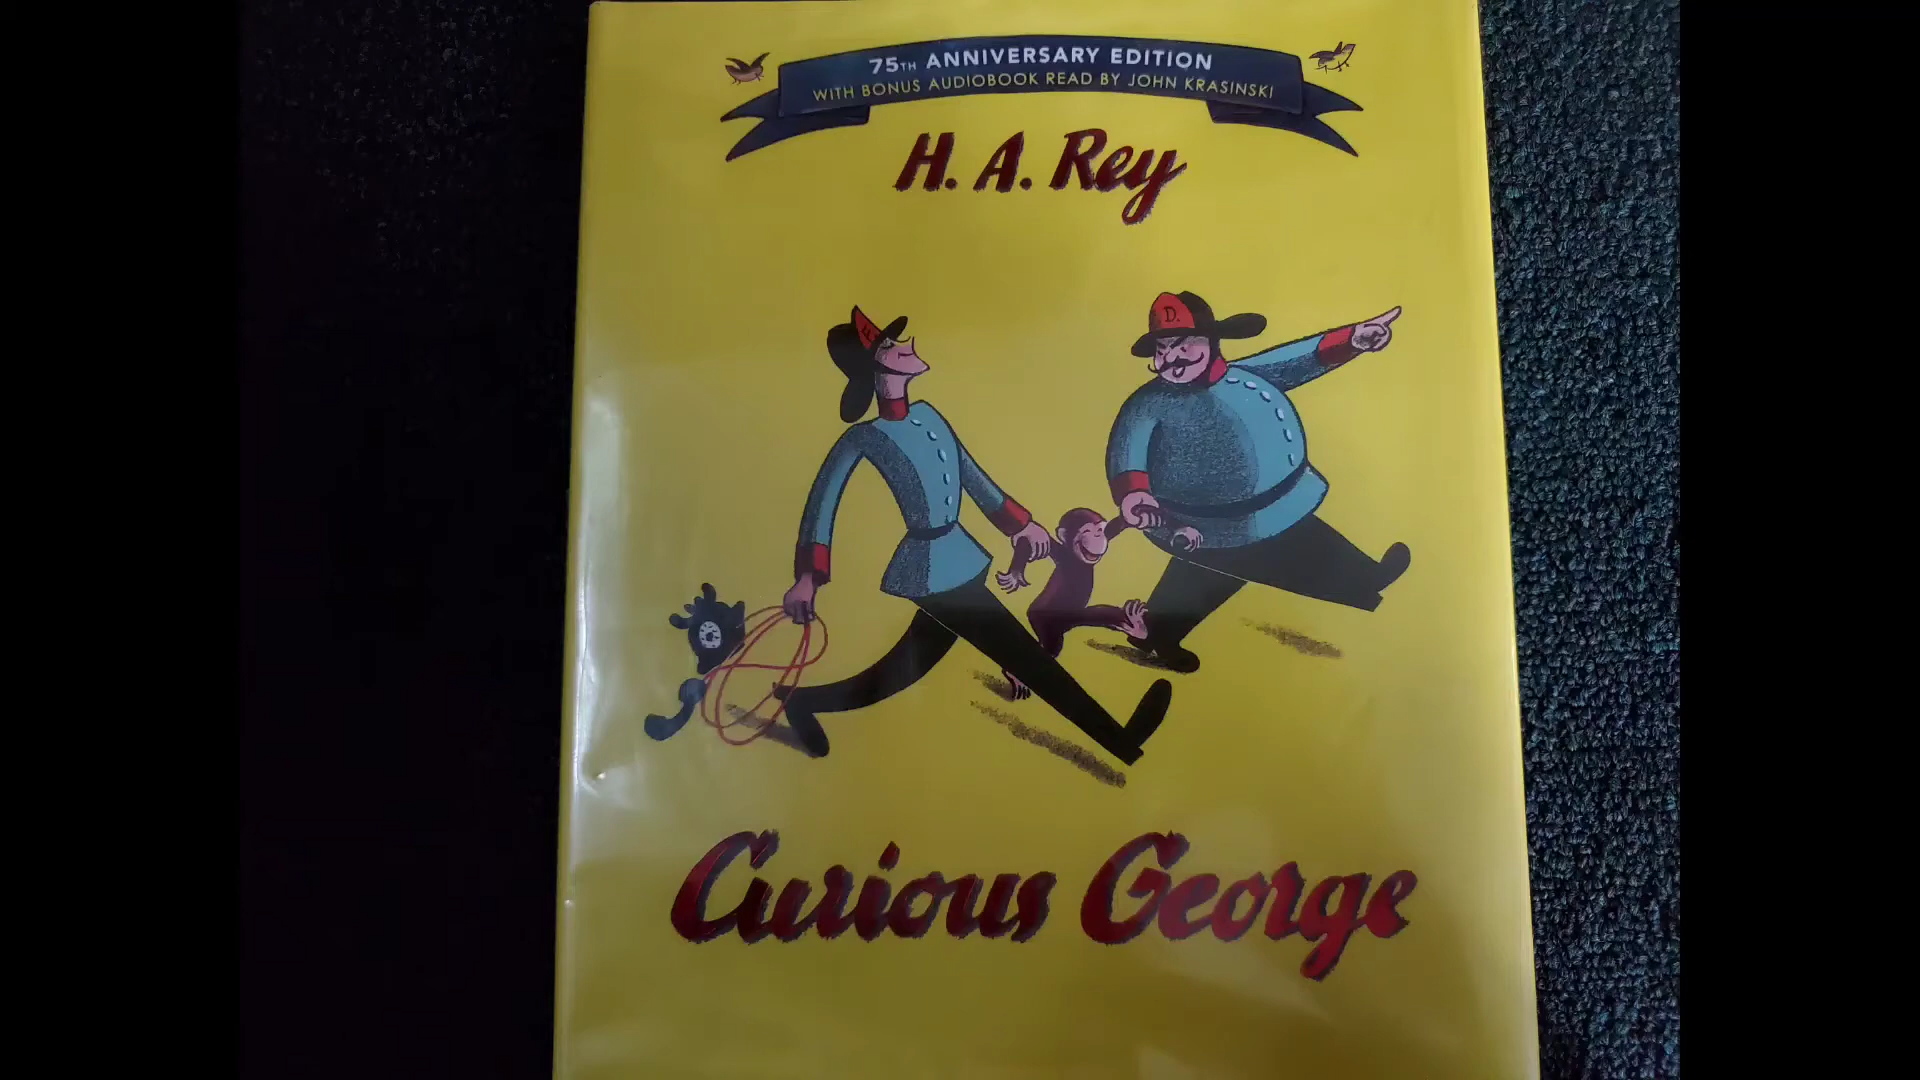 75TH ANNIVERSARY EDITION
WITH BONUS AUDIOBOOK READ BY JOHN KRASINSKI
H. A. Rey
D.
Curious George